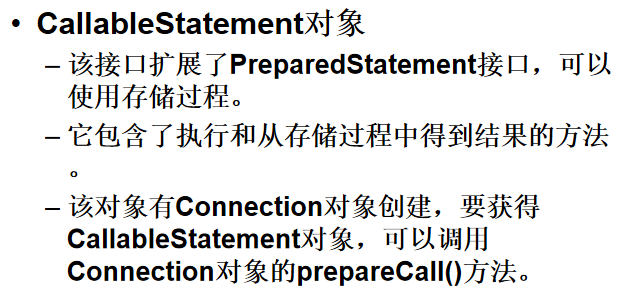 • CallableStatement对象
– 该接口扩展了PreparedStatement接口，可以
使用存储过程。
– 它包含了执行和从存储过程中得到结果的方法
。
– 该对象有Connection对象创建，要获得
CallableStatement对象，可以调用
Connection对象的prepareCall()方法。